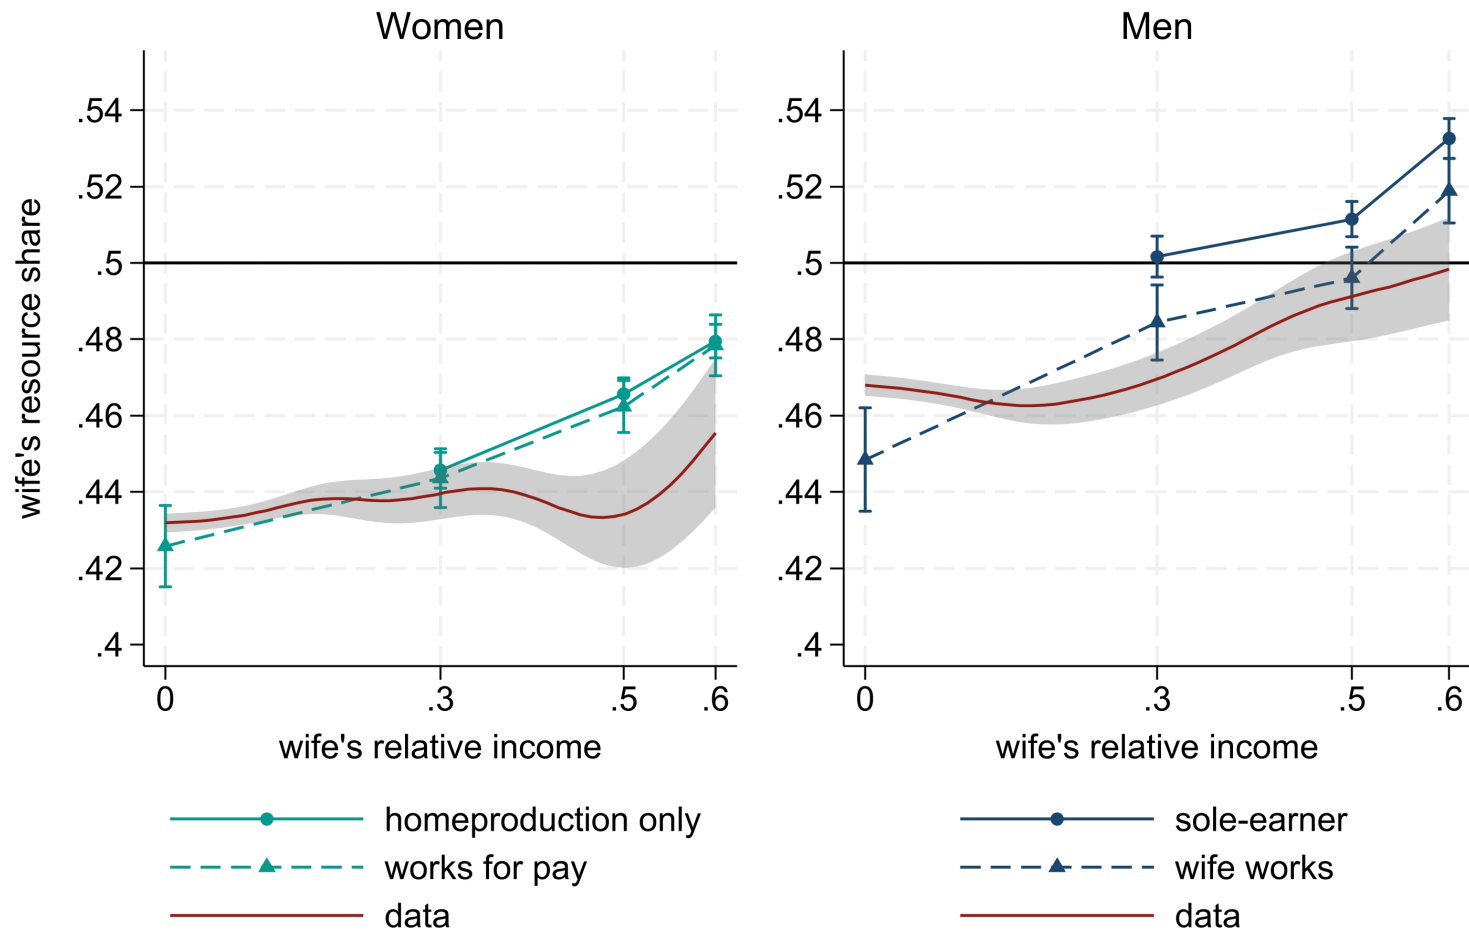 Women
wife's resource share
.54
.52
.5
.48
.46
.44
.42
.4
0 .3 .5 .6
wife's relative income
homeproduction only
works for pay
data
Men
.54
.52
.5
.48
.46
.44
.42
.4
0 .3 .5 .6
wife's relative income
sole-earner
wife works
data